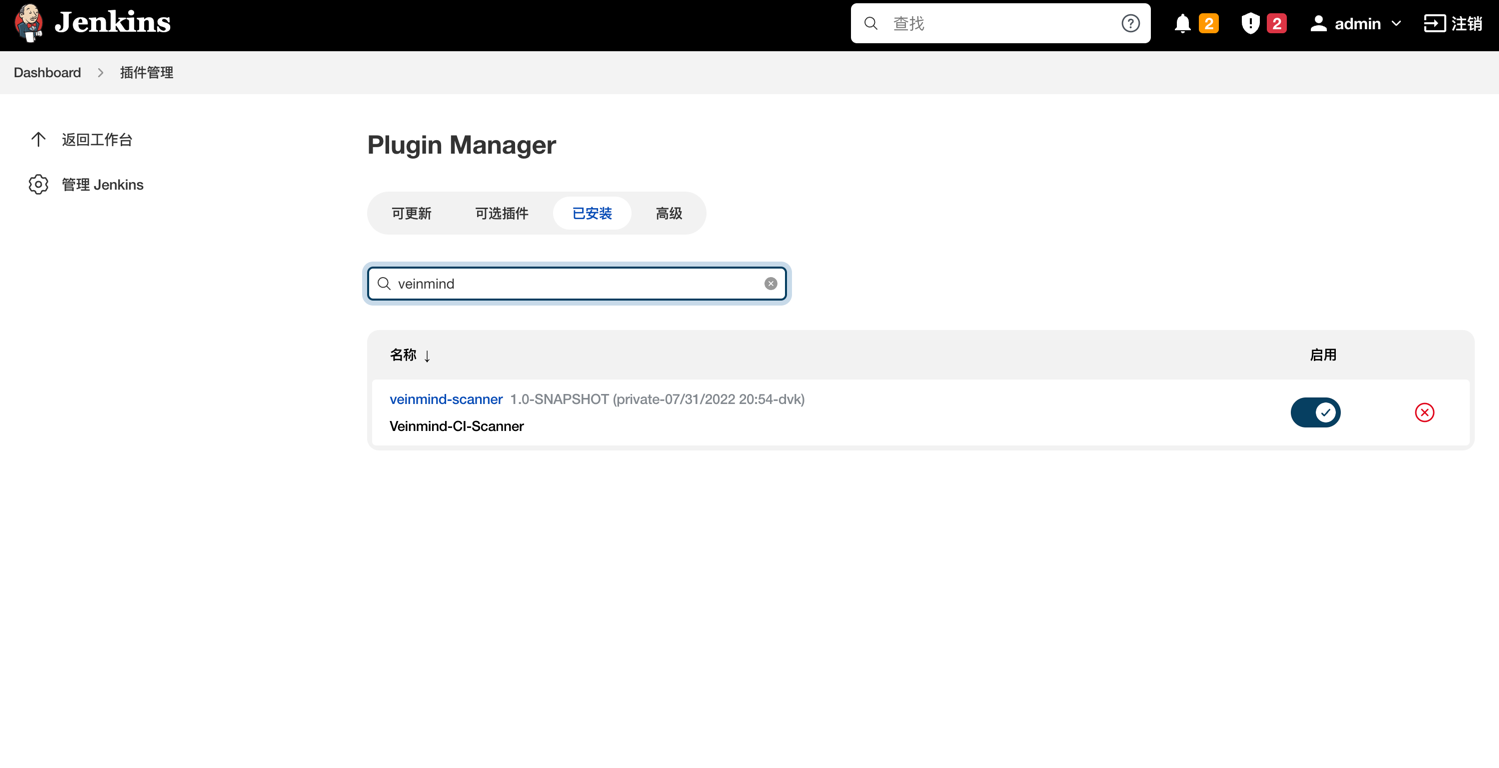 Jenkins
查找
2
2
admin
注销
Dashboard
插件管理
返回工作台
管理 Jenkins
Plugin Manager
可更新
可选插件
已安装
高级
veinmind
名称 ↓
启用
veinmind-scanner 1.0-SNAPSHOT (private-07/31/2022 20:54-dvk)
Veinmind-CI-Scanner